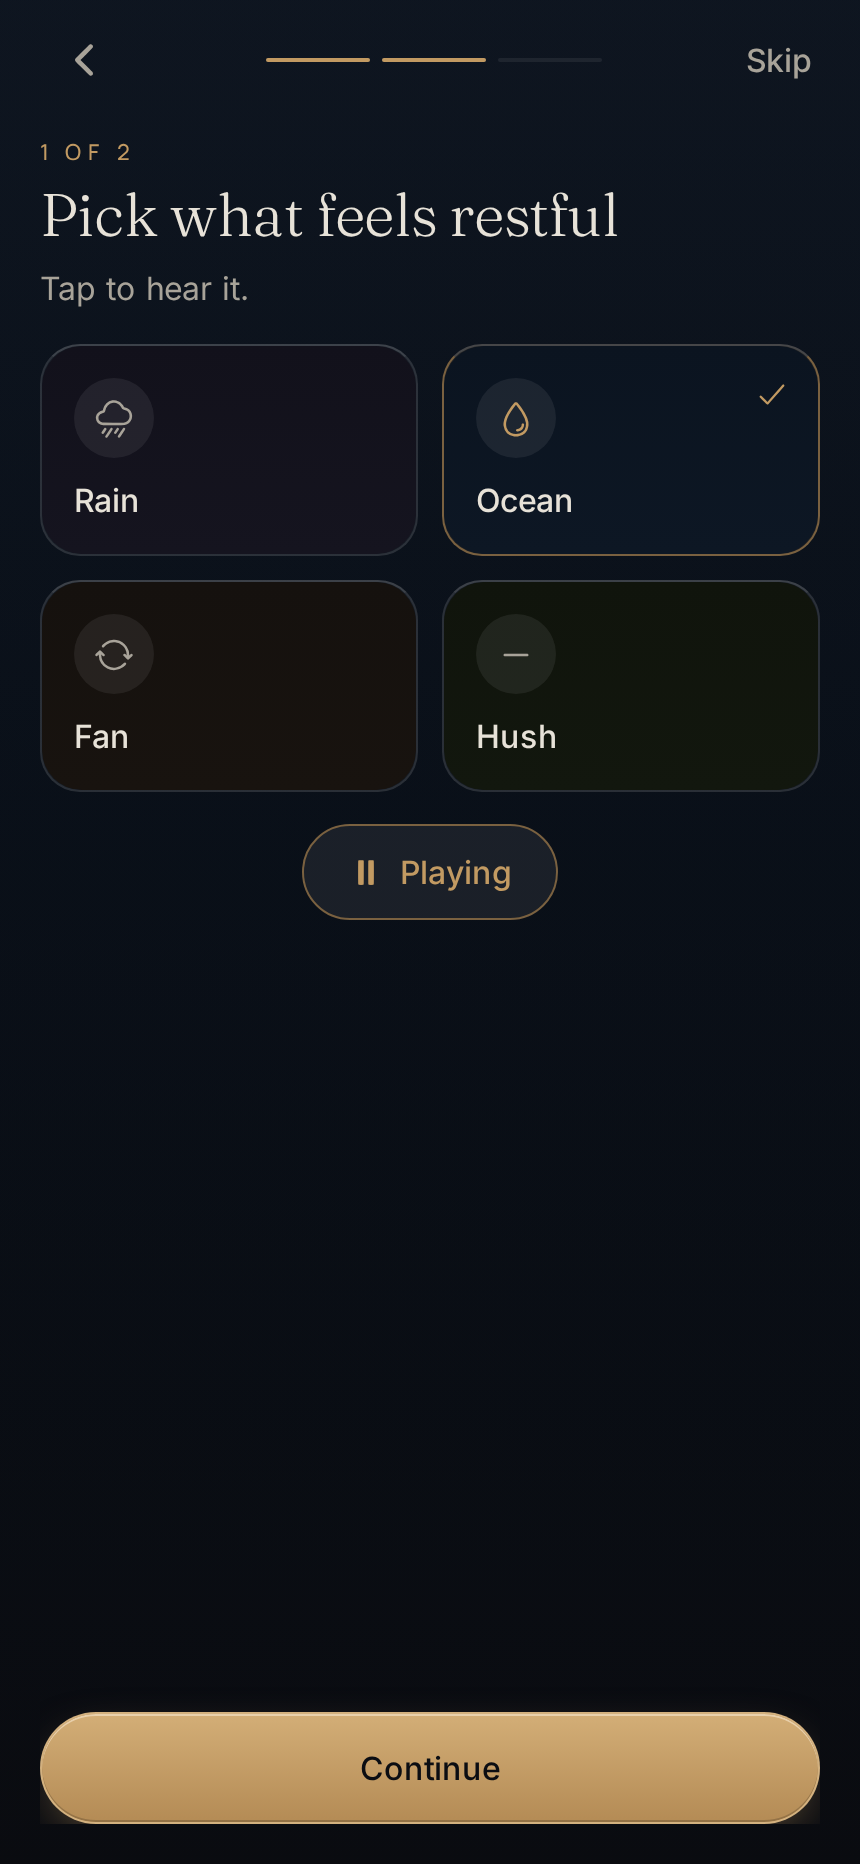 Skip
1 OF 2
Pick what feels restful
Tap to hear it.
Rain
Ocean
Fan
Hush
Playing
Continue